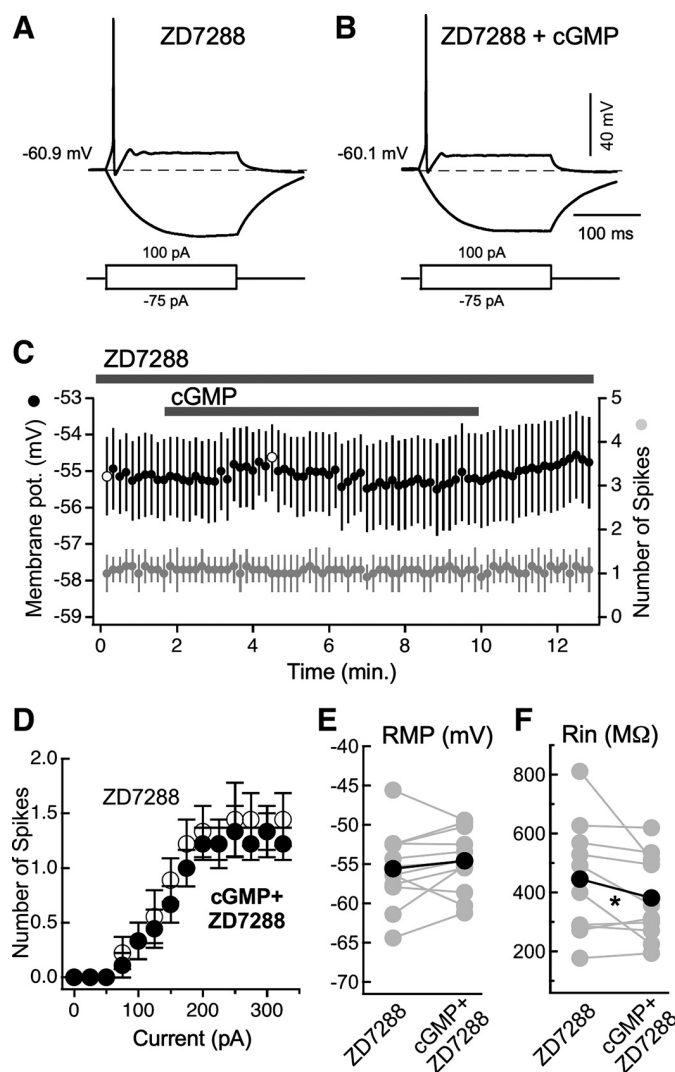 A
ZD7288
-60.9 mV
100 pA
-75 pA
B
ZD7288 + cGMP
40 mV
-60.1 mV
100 ms
100 pA
-75 pA
C
ZD7288
cGMP
Membrane pot. (mV)
-53
-54
-55
-56
-57
-58
-59
5
4
3
2
1
0
Number of Spikes
0
2
4
6
8
10
12
Time (min.)
D
Number of Spikes
2.0
1.5
1.0
0.5
0.0
ZD7288
cGMP+
ZD7288
0
100
200
300
Current (pA)
E
RMP (mV)
-40
-45
-50
-55
-60
-65
-70
ZD7288
cGMP+
ZD7288
F
Rin (MΩ)
800
600
400
200
*
ZD7288
cGMP+
ZD7288